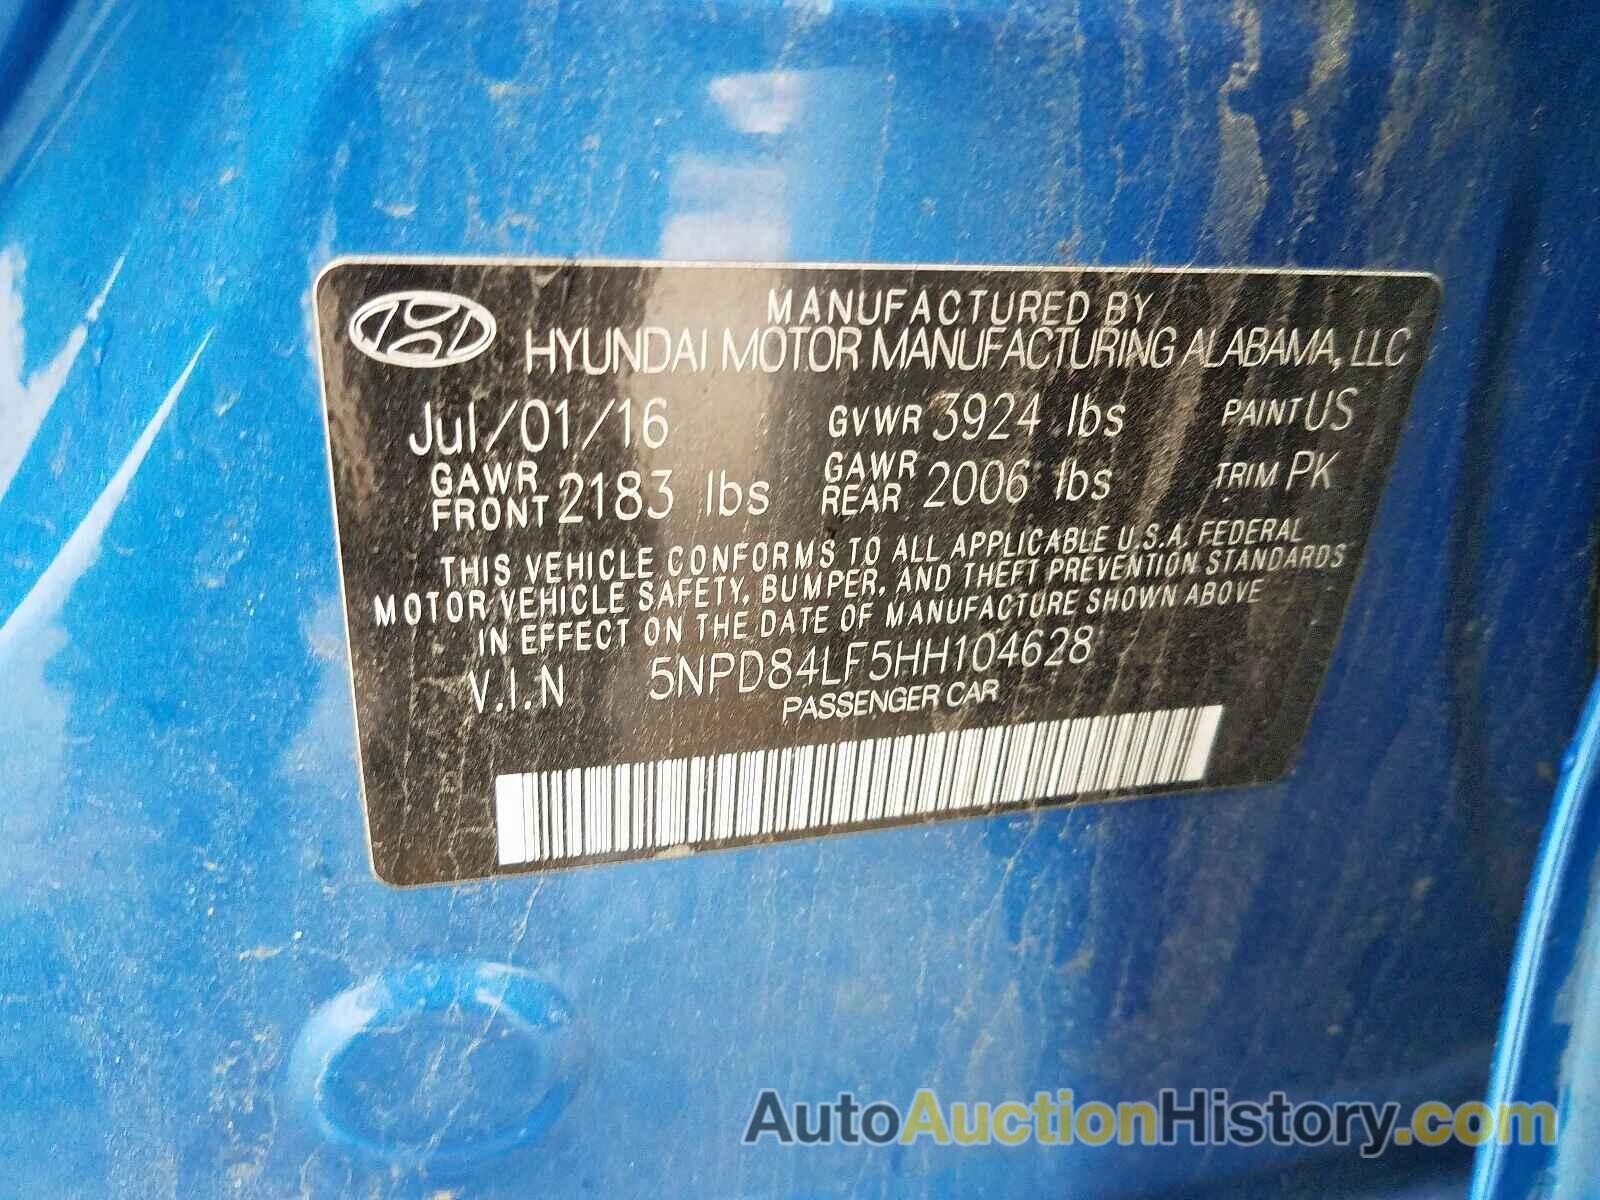 MANUFACTURED BY
HYUNDAI MOTOR MANUFACTURING ALABAMA, LLC
Jul/01/16 GVWR 3924 lbs PAINT US
GAWR FRONT 2183 lbs GAWR REAR 2006 lbs TRIM PK
THIS VEHICLE CONFORMS TO ALL APPLICABLE U.S.A. FEDERAL
MOTOR VEHICLE SAFETY, BUMPER, AND THEFT PREVENTION STANDARDS
IN EFFECT ON THE DATE OF MANUFACTURE SHOWN ABOVE
V.I.N 5NPD84LF5HH104628
PASSENGER CAR
AutoAuctionHistory.com